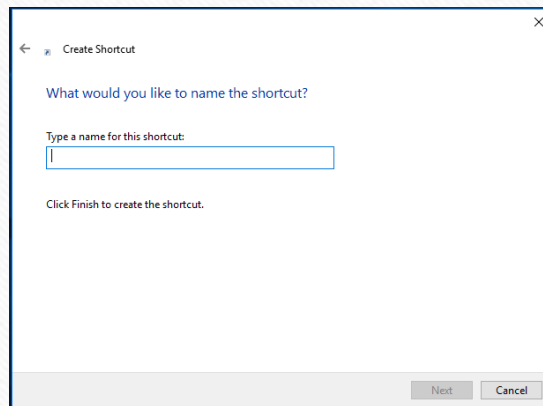 Create Shortcut
What would you like to name the shortcut?
Type a name for this shortcut:
Click Finish to create the shortcut.
Next Cancel